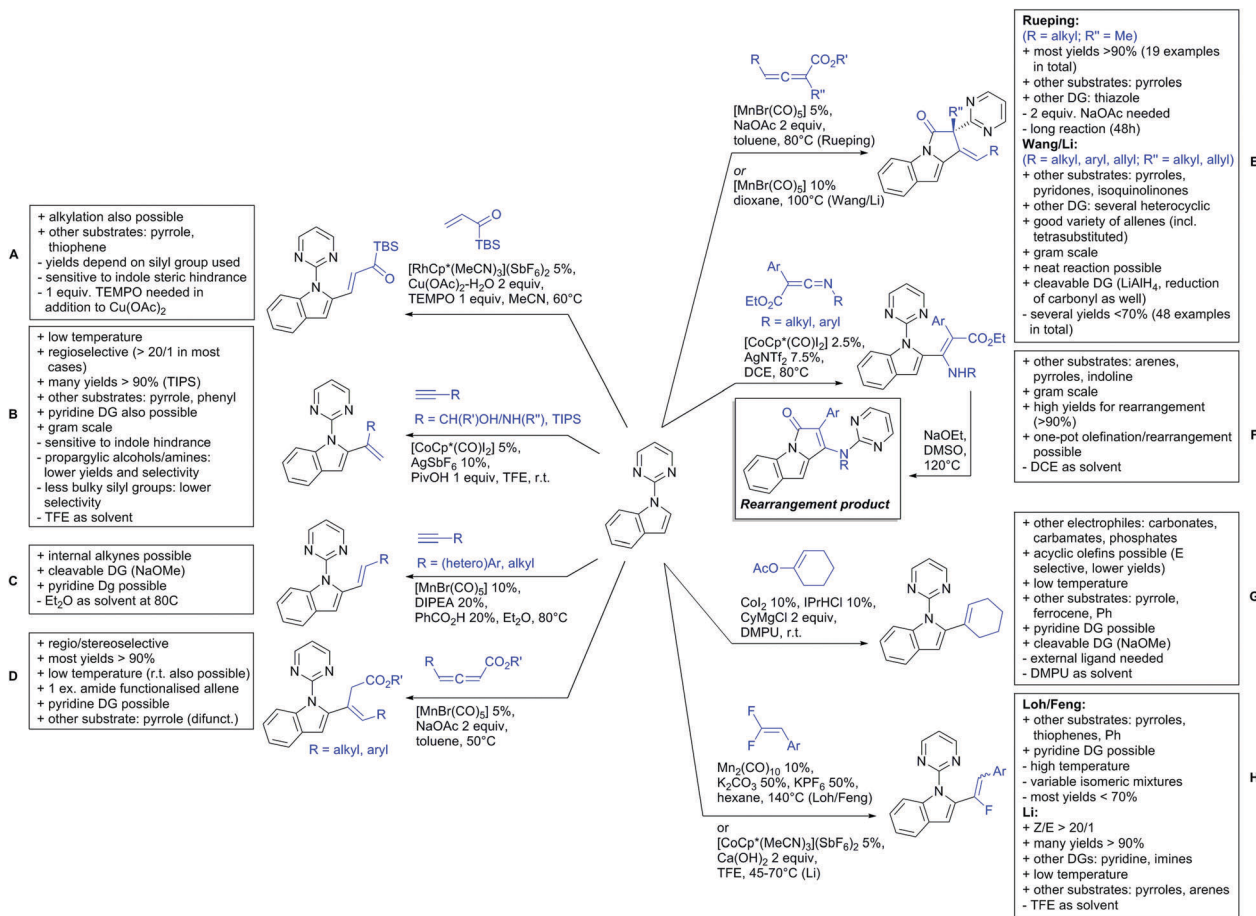 A
+ alkylation also possible
+ other substrates: pyrrole,
thiophene
- yields depend on silyl group used
- sensitive to indole steric hindrance
- 1 equiv. TEMPO needed in
addition to Cu(OAc)2
N
N
N
TBS
O
O
TBS
[RhCp*(MeCN)3](SbF6)2 5%,
Cu(OAc)2-H2O 2 equiv,
TEMPO 1 equiv, MeCN, 60°C
B
+ low temperature
+ regioselective (> 20/1 in most
cases)
+ many yields > 90% (TIPS)
+ other substrates: pyrrole, phenyl
+ pyridine DG also possible
+ gram scale
- sensitive to indole hindrance
- propargylic alcohols/amines:
lower yields and selectivity
- less bulky silyl groups: lower
selectivity
- TFE as solvent
N
N
N
R
R
R = CH(R')OH/NH(R''), TIPS
[CoCp*(CO)I2] 5%,
AgSbF6 10%,
PivOH 1 equiv, TFE, r.t.
C
+ internal alkynes possible
+ cleavable DG (NaOMe)
+ pyridine Dg possible
- Et2O as solvent at 80C
N
N
N
R
R
R = (hetero)Ar, alkyl
[MnBr(CO)5] 10%,
DIPEA 20%,
PhCO2H 20%, Et2O, 80°C
D
+ regio/stereoselective
+ most yields > 90%
+ low temperature (r.t. also possible)
+ 1 ex. amide functionalised allene
+ pyridine DG possible
+ other substrate: pyrrole (difunct.)
N
N
N
CO2R'
R
R = alkyl, aryl
R
CO2R'
[MnBr(CO)5] 5%,
NaOAc 2 equiv,
toluene, 50°C
N
N
N
R
CO2R'
R''
[MnBr(CO)5] 5%,
NaOAc 2 equiv,
toluene, 80°C (Rueping)
or
[MnBr(CO)5] 10%
dioxane, 100°C (Wang/Li)
O
R''
N
N
N
R
Rueping:
(R = alkyl; R'' = Me)
+ most yields >90% (19 examples
in total)
+ other substrates: pyrroles
+ other DG: thiazole
- 2 equiv. NaOAc needed
- long reaction (48h)
Wang/Li:
(R = alkyl, aryl, allyl; R'' = alkyl, allyl)
+ other substrates: pyrroles,
pyridones, isoquinolinones
+ other DG: several heterocyclic
+ good variety of allenes (incl.
tetrasubstituted)
+ gram scale
+ neat reaction possible
+ cleavable DG (LiAlH4, reduction
of carbonyl as well)
- several yields <70% (48 examples
in total)
Ar
N
EtO2C
R
R = alkyl, aryl
[CoCp*(CO)I2] 2.5%,
AgNTf2 7.5%,
DCE, 80°C
N
N
N
Ar
CO2Et
NHR
NaOEt,
DMSO,
120°C
O
Ar
N
N
N
N
R
Rearrangement product
+ other substrates: arenes,
pyrroles, indoline
+ gram scale
+ high yields for rearrangement
(>90%)
+ one-pot olefination/rearrangement
possible
- DCE as solvent
F
AcO
CoI2 10%, IPrHCl 10%,
CyMgCl 2 equiv,
DMPU, r.t.
N
N
N
+ other electrophiles: carbonates,
carbamates, phosphates
+ acyclic olefins possible (E
selective, lower yields)
+ low temperature
+ other substrates: pyrrole,
ferrocene, Ph
+ pyridine DG possible
+ cleavable DG (NaOMe)
- external ligand needed
- DMPU as solvent
G
F
F
Ar
Mn2(CO)10 10%,
K2CO3 50%, KPF6 50%,
hexane, 140°C (Loh/Feng)
or
[CoCp*(MeCN)3](SbF6)2 5%,
Ca(OH)2 2 equiv,
TFE, 45-70°C (Li)
N
N
N
Ar
F
Loh/Feng:
+ other substrates: pyrroles,
thiophenes, Ph
+ pyridine DG possible
- high temperature
- variable isomeric mixtures
- most yields < 70%
Li:
+ Z/E > 20/1
+ many yields > 90%
+ other DGs: pyridine, imines
+ low temperature
+ other substrates: pyrroles, arenes
- TFE as solvent